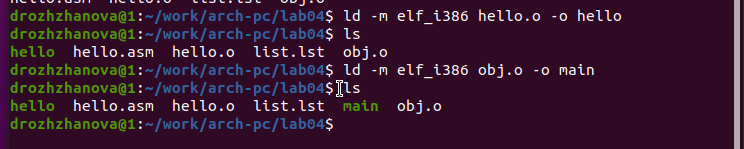 hello.asm hello.o list.lst obj.o
drozhzhanova@1:~/work/arch-pc/lab04$ ld -m elf_i386 hello.o -o hello
drozhzhanova@1:~/work/arch-pc/lab04$ ls
hello hello.asm hello.o list.lst obj.o
drozhzhanova@1:~/work/arch-pc/lab04$ ld -m elf_i386 obj.o -o main
drozhzhanova@1:~/work/arch-pc/lab04$ ls
hello hello.asm hello.o list.lst main obj.o
drozhzhanova@1:~/work/arch-pc/lab04$